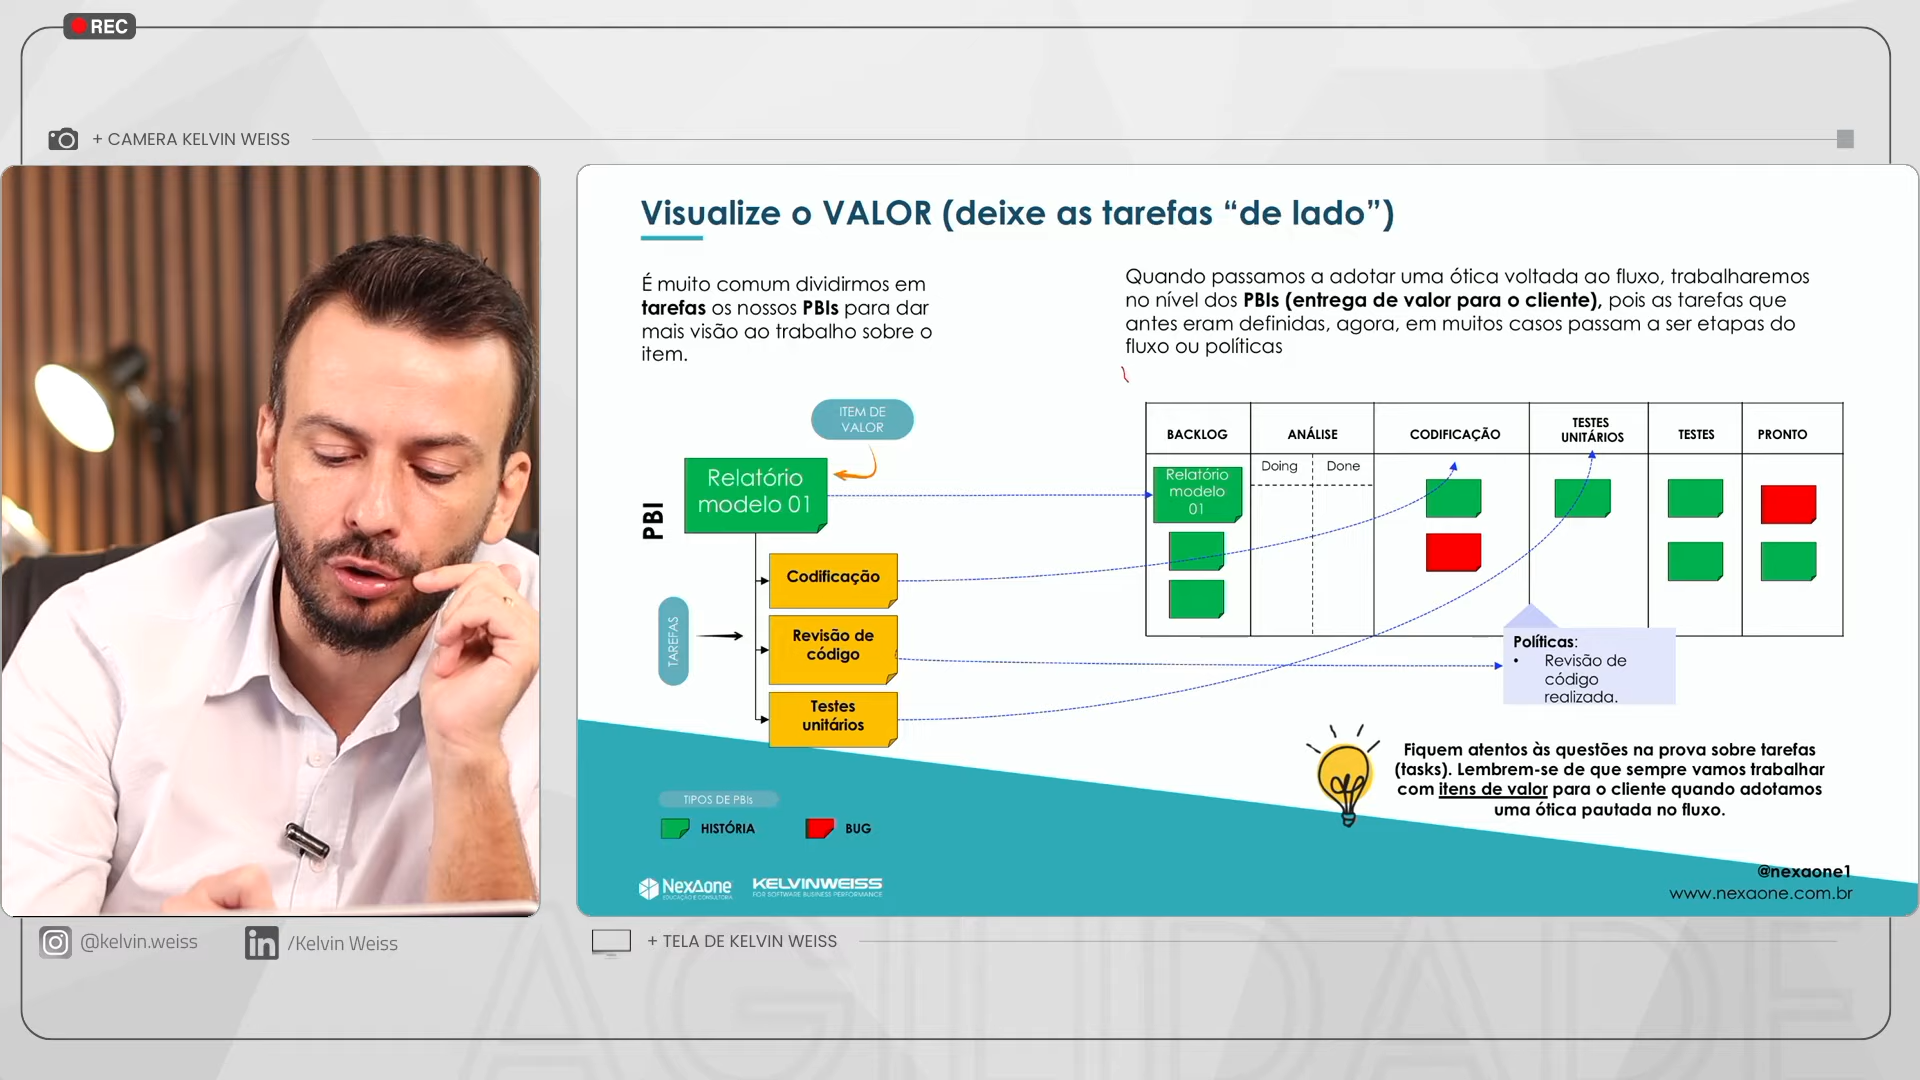 REC
+ CAMERA KELVIN WEISS
Visualize o VALOR (deixe as tarefas “de lado”)
É muito comum dividirmos em
tarefas os nossos PBIs para dar
mais visão ao trabalho sobre o
item.
Quando passamos a adotar uma ótica voltada ao fluxo, trabalharemos
no nível dos PBIs (entrega de valor para o cliente), pois as tarefas que
antes eram definidas, agora, em muitos casos passam a ser etapas do
fluxo ou políticas
ITEM DE
VALOR
PBI
Relatório
modelo 01
TAREFAS
Codificação
Revisão de
código
Testes
unitários
BACKLOG
ANÁLISE
CODIFICAÇÃO
TESTES
UNITÁRIOS
TESTES
PRONTO
Doing
Done
Relatório
modelo
01
Políticas:
• Revisão de
código
realizada.
Fiquem atentos às questões na prova sobre tarefas
(tasks). Lembrem-se de que sempre vamos trabalhar
com itens de valor para o cliente quando adotamos
uma ótica pautada no fluxo.
TIPOS DE PBIs
HISTÓRIA
BUG
NexAone
EDUCAÇÃO E CONSULTORIA
KELVINWEISS
FOR SOFTWARE BUSINESS PERFORMANCE
@nexaone1
www.nexaone.com.br
@kelvin.weiss
/Kelvin Weiss
+ TELA DE KELVIN WEISS
AGILIDADE